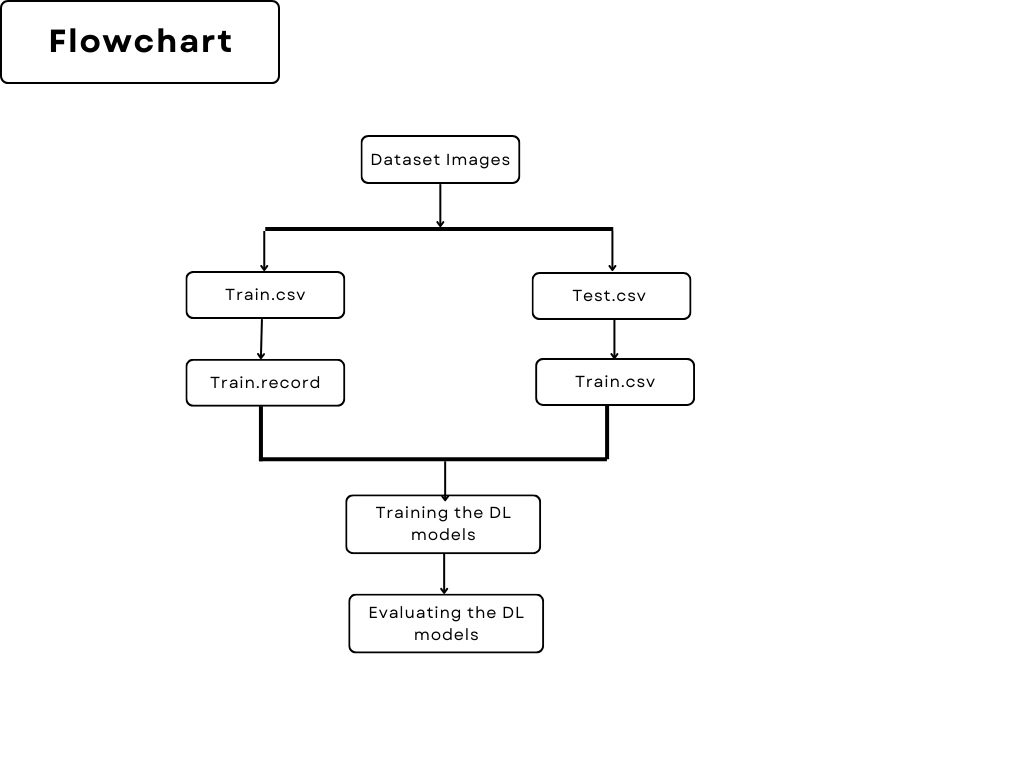 Flowchart
Dataset Images
Train.csv
Test.csv
Train.record
Train.csv
Training the DL
models
Evaluating the DL
models